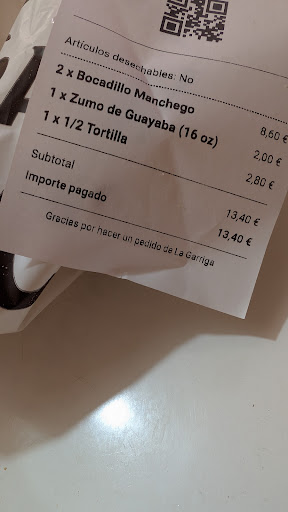 Artículos desechables: No
2 x Bocadillo Manchego 8,60 €
1 x Zumo de Guayaba (16 oz) 2,00 €
1 x 1/2 Tortilla 2,80 €
Subtotal 13,40 €
Importe pagado 13,40 €
Gracias por hacer un pedido de La Garriga